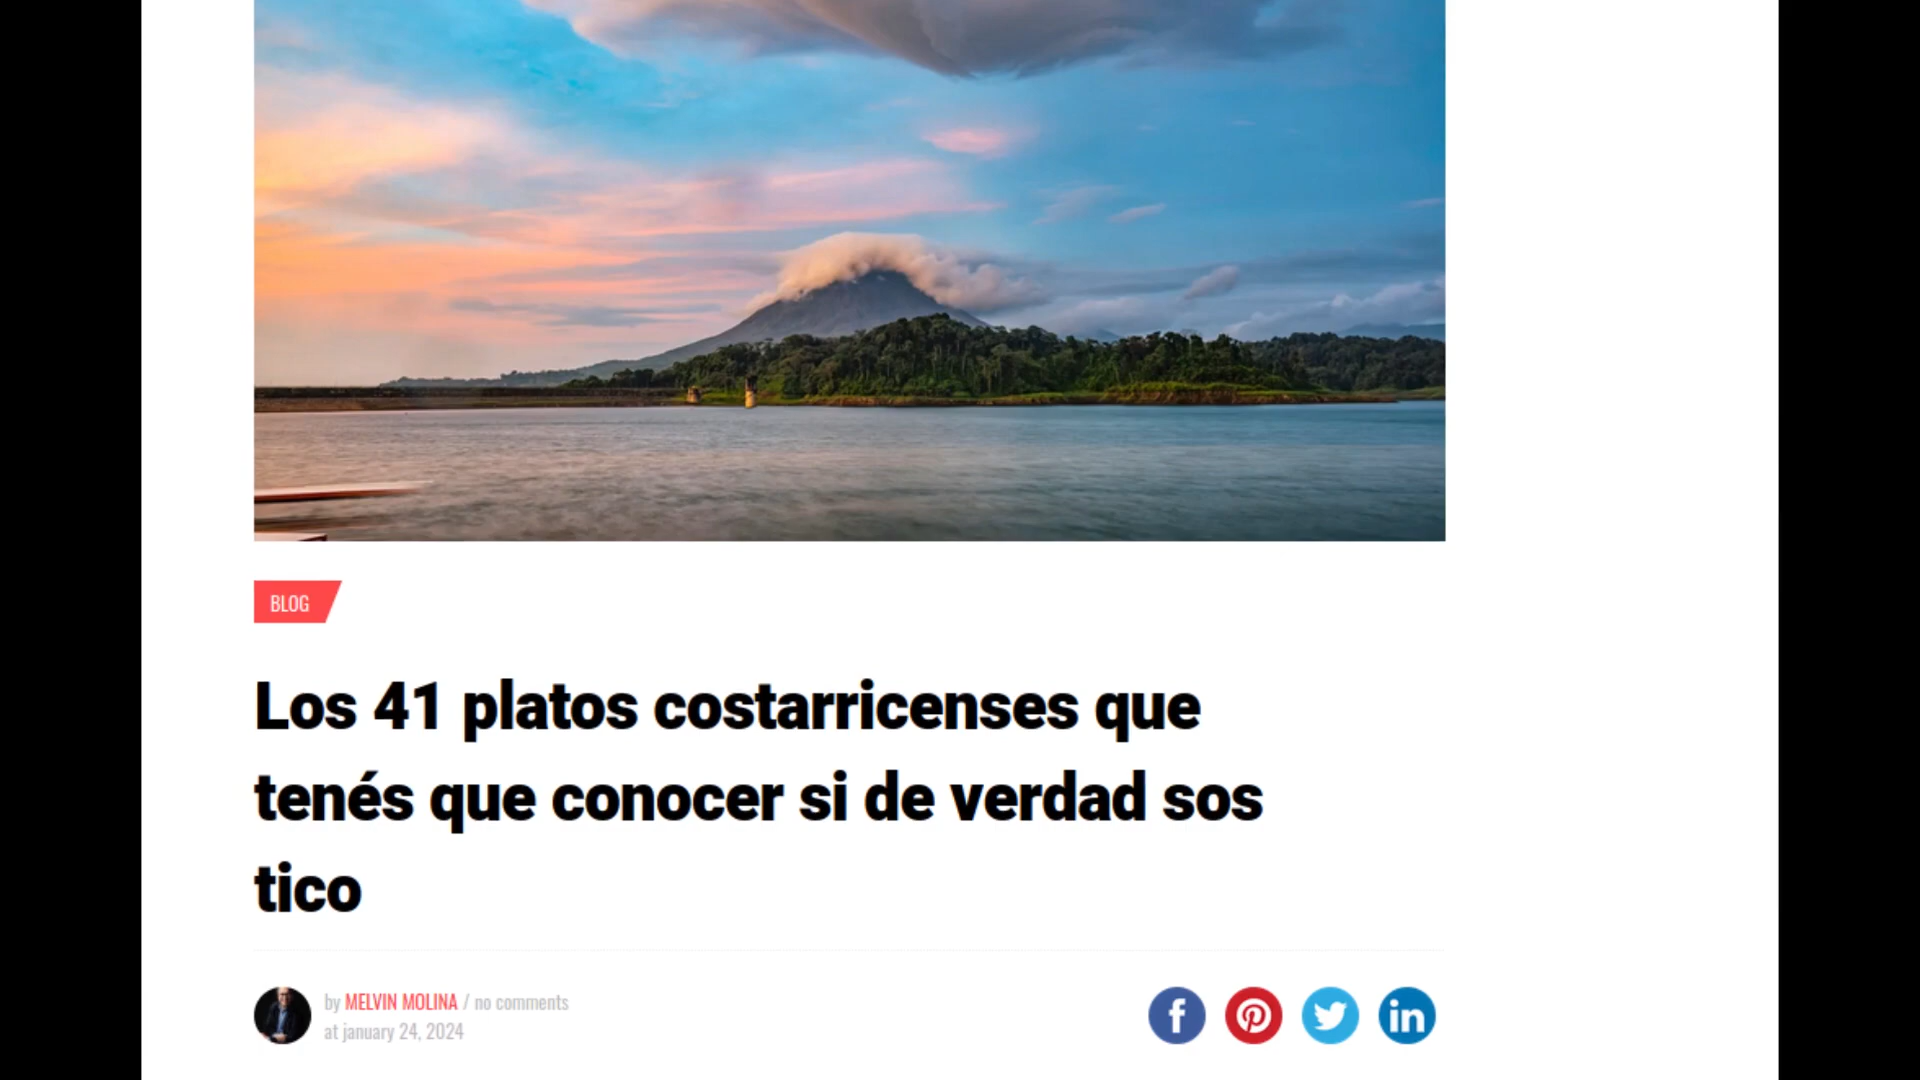 BLOG
Los 41 platos costarricenses que
tenés que conocer si de verdad sos
tico
by MELVIN MOLINA / no comments
at january 24, 2024